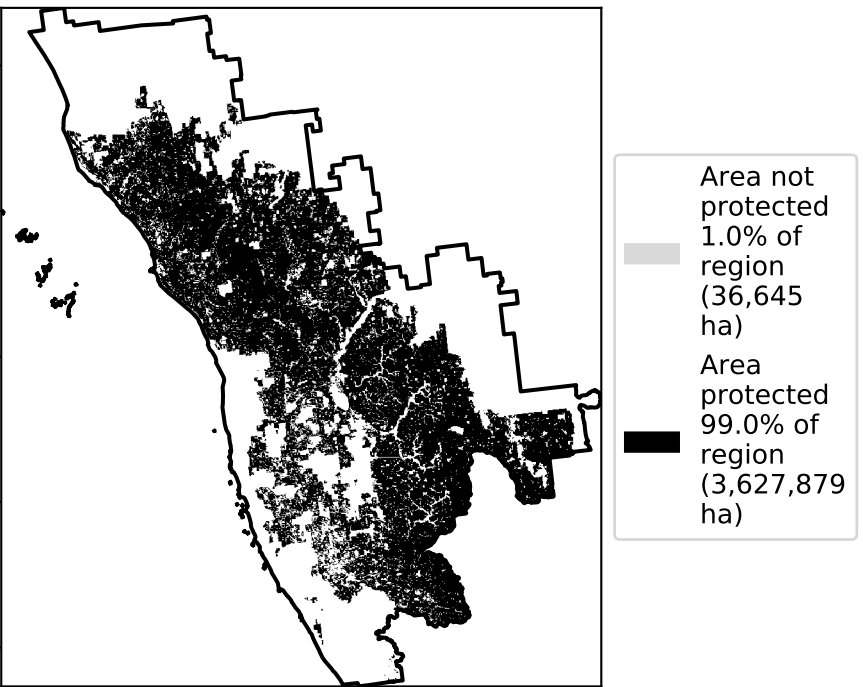 Area not
protected
1.0% of
region
(36,645
ha)
Area
protected
99.0% of
region
(3,627,879
ha)